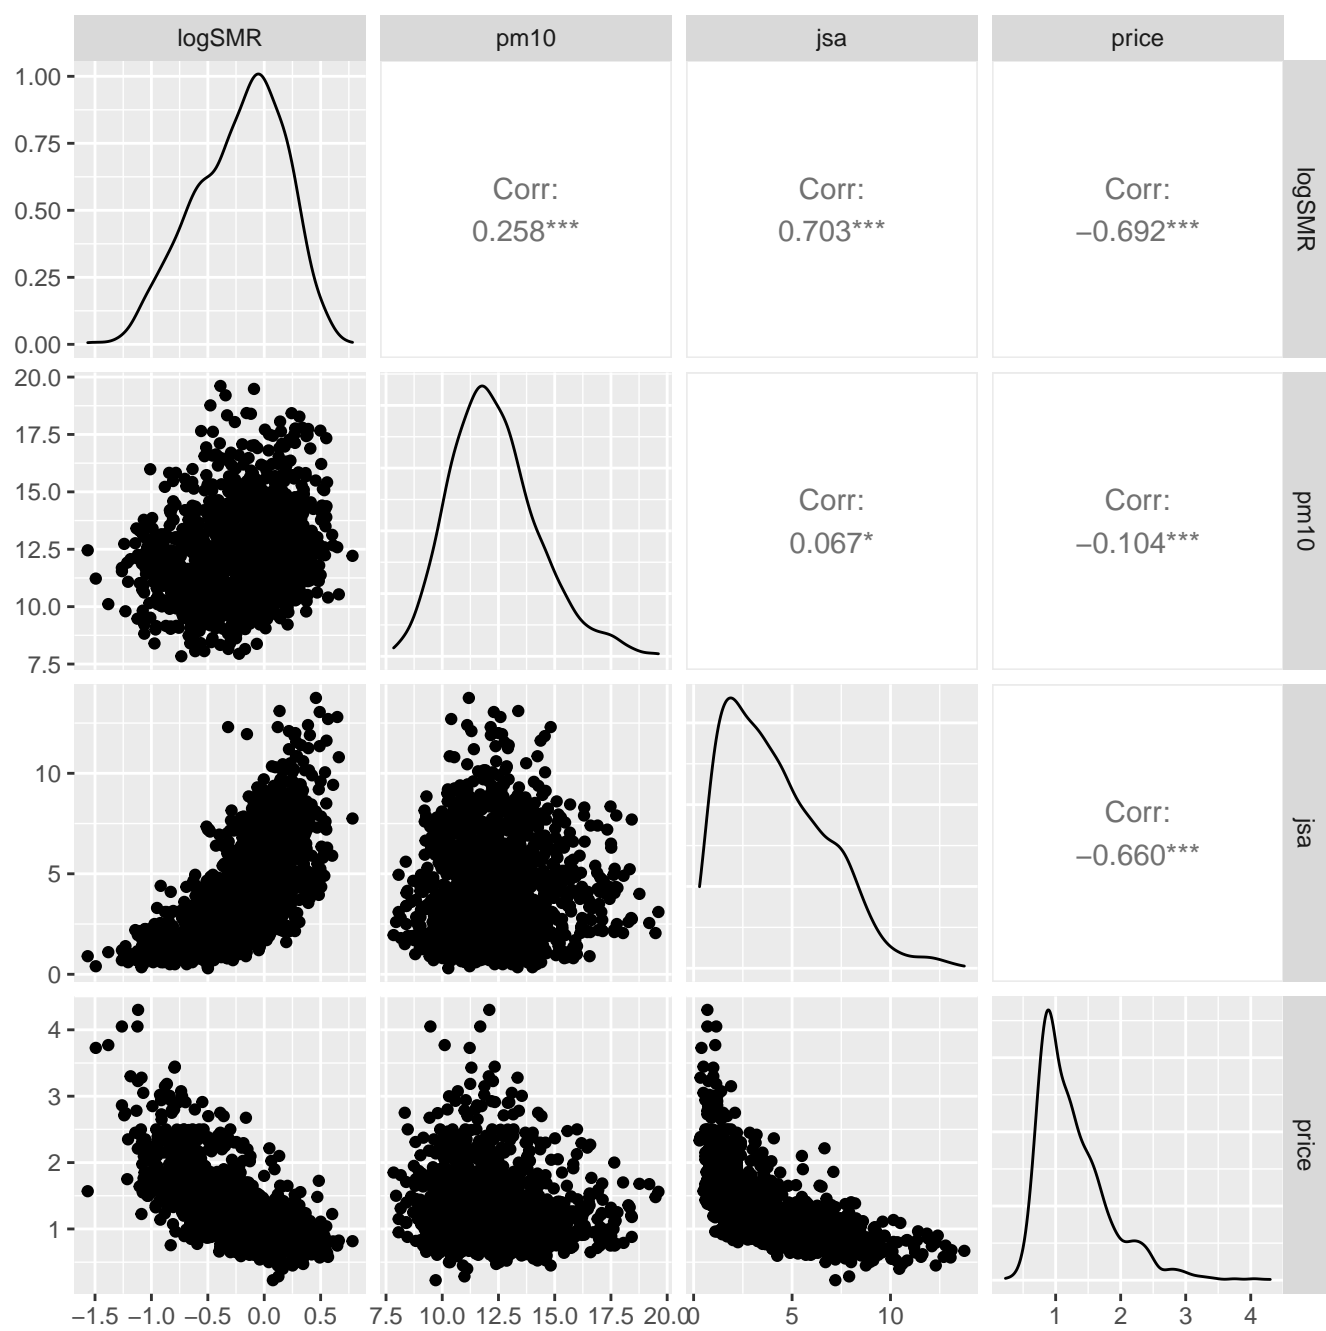 logSMR pm10 jsa price
1.00
0.75
0.50
0.25
0.00
Corr:
0.258***
Corr:
0.703***
Corr:
−0.692***
logSMR
20.0
17.5
15.0
12.5
10.0
7.5
Corr:
0.067*
Corr:
−0.104***
pm10
10
5
0
Corr:
−0.660***
jsa
4
3
2
1
price
−1.5 −1.0 −0.5 0.0 0.5 7.5 10.0 12.5 15.0 17.5 20.0 0 5 10 1 2 3 4